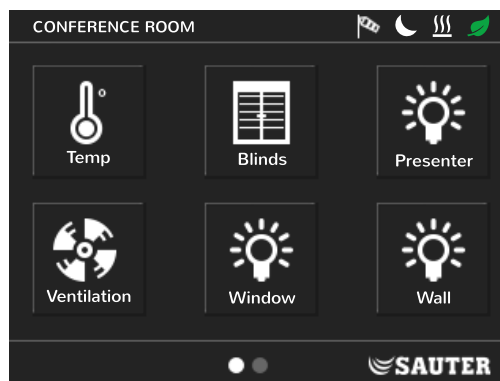 CONFERENCE ROOM
Temp
Blinds
Presenter
Ventilation
Window
Wall
SAUTER